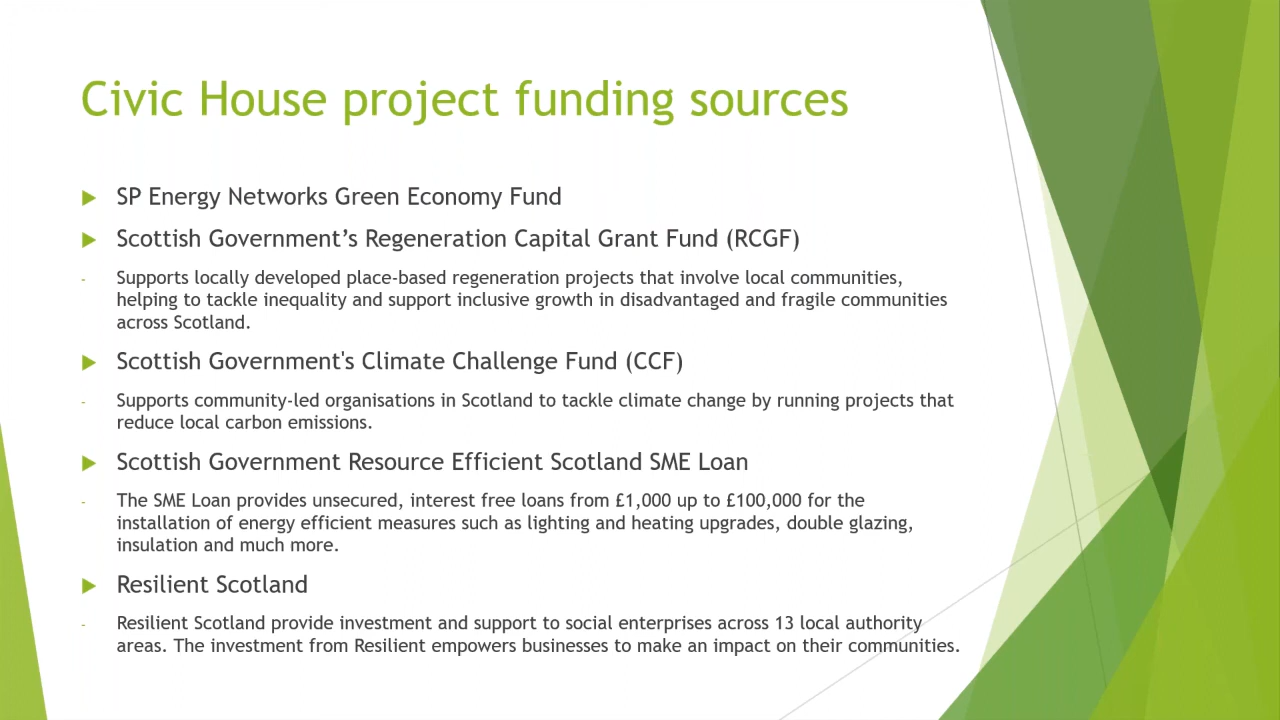 Civic House project funding sources
SP Energy Networks Green Economy Fund
Scottish Government’s Regeneration Capital Grant Fund (RCGF)
- Supports locally developed place-based regeneration projects that involve local communities,
helping to tackle inequality and support inclusive growth in disadvantaged and fragile communities
across Scotland.
Scottish Government's Climate Challenge Fund (CCF)
- Supports community-led organisations in Scotland to tackle climate change by running projects that
reduce local carbon emissions.
Scottish Government Resource Efficient Scotland SME Loan
- The SME Loan provides unsecured, interest free loans from £1,000 up to £100,000 for the
installation of energy efficient measures such as lighting and heating upgrades, double glazing,
insulation and much more.
Resilient Scotland
- Resilient Scotland provide investment and support to social enterprises across 13 local authority
areas. The investment from Resilient empowers businesses to make an impact on their communities.